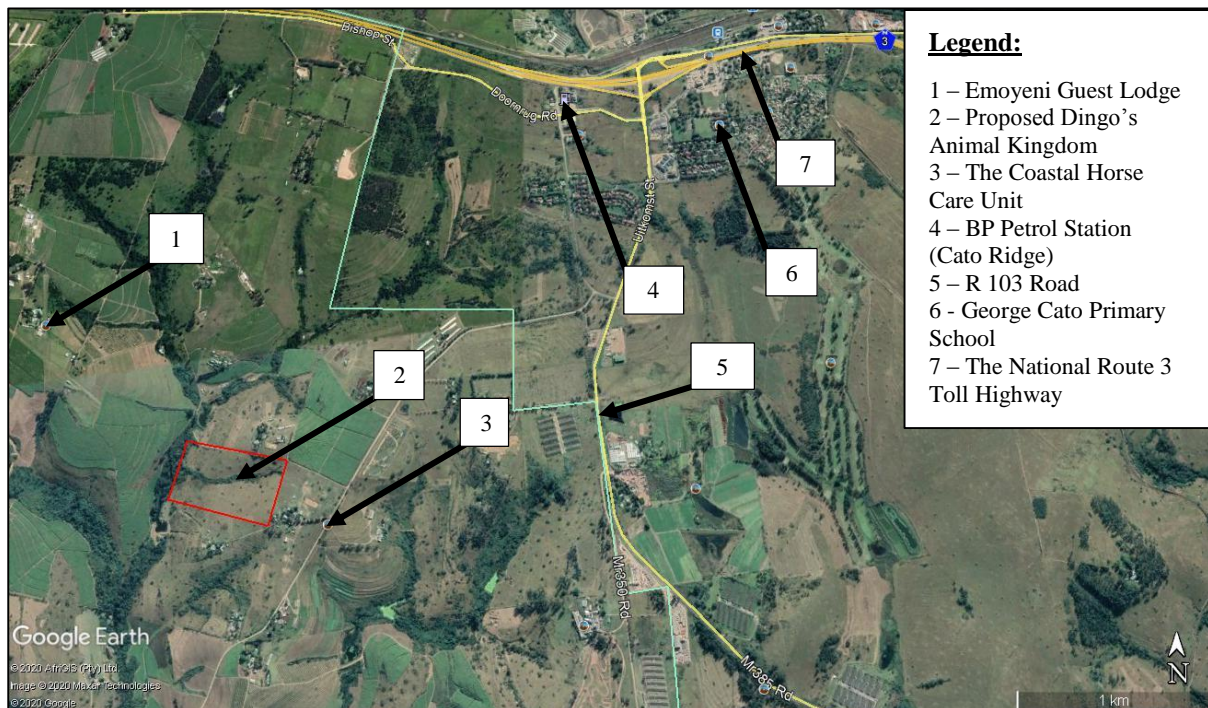 Bishop St
3
Doornrug Rd
Legend:
1 – Emoyeni Guest Lodge
2 – Proposed Dingo's
Animal Kingdom
3 – The Coastal Horse
Care Unit
4 – BP Petrol Station
(Cato Ridge)
5 – R 103 Road
6 - George Cato Primary
School
7 – The National Route 3
Toll Highway
7
Uitkomst St
1
4
6
2
5
3
Mr350 Rd
Mr385 Rd
Google Earth
© 2020 AfriGIS (Pty) Ltd.
Image © 2020 Maxar Technologies
© 2020 Google
N
1 km